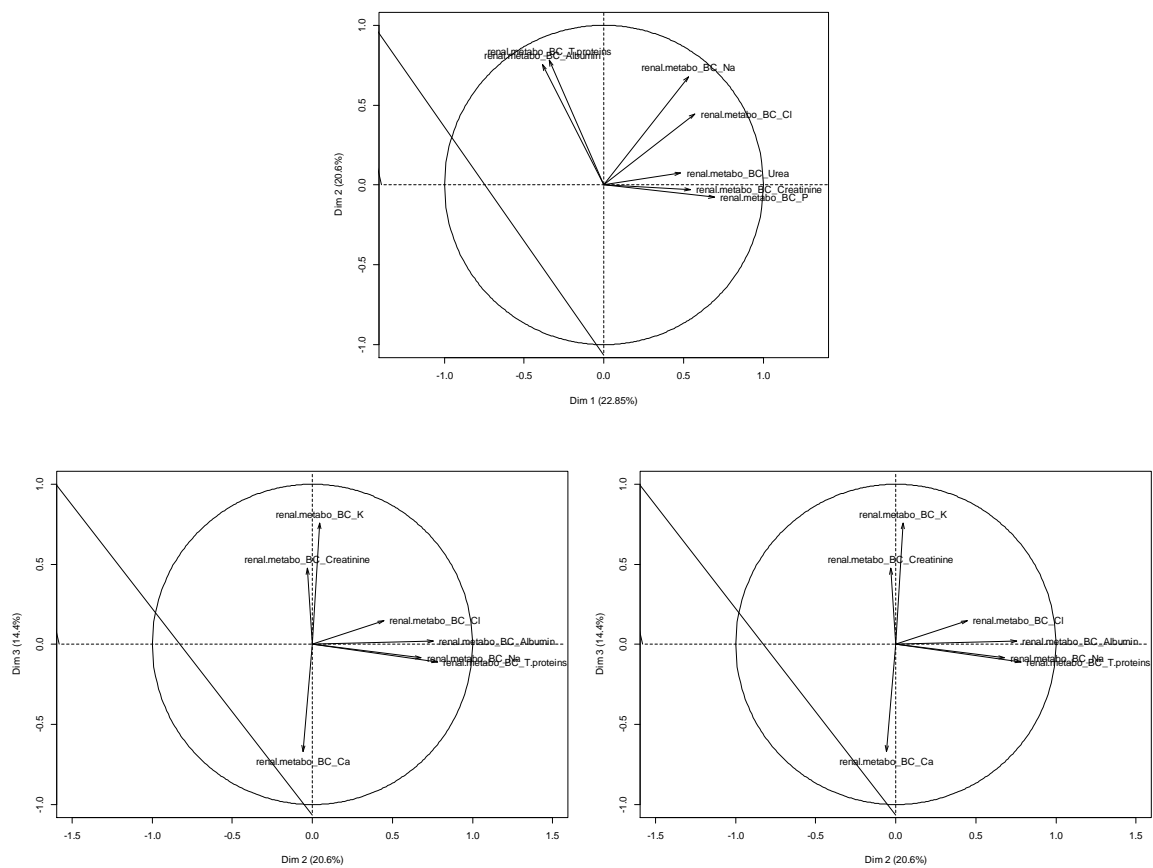 1.0
renal.metabo_BC_T.proteins
renal.metabo_BC_Albumin
renal.metabo_BC_Na
0.5
renal.metabo_BC_Cl
renal.metabo_BC_Urea
0.0
renal.metabo_BC_Creatinine
renal.metabo_BC_P
Dim 2 (20.6%)
-0.5
-1.0
-1.0 -0.5 0.0 0.5 1.0
Dim 1 (22.85%)
1.0
renal.metabo_BC_K
0.5
renal.metabo_BC_Creatinine
renal.metabo_BC_Cl
0.0
renal.metabo_BC_Albumin
renal.metabo_BC_Na
renal.metabo_BC_T.proteins
Dim 3 (14.4%)
-0.5
renal.metabo_BC_Ca
-1.0
-1.5 -1.0 -0.5 0.0 0.5 1.0 1.5
Dim 2 (20.6%)
1.0
renal.metabo_BC_K
0.5
renal.metabo_BC_Creatinine
renal.metabo_BC_Cl
0.0
renal.metabo_BC_Albumin
renal.metabo_BC_Na
renal.metabo_BC_T.proteins
Dim 3 (14.4%)
-0.5
renal.metabo_BC_Ca
-1.0
-1.5 -1.0 -0.5 0.0 0.5 1.0 1.5
Dim 2 (20.6%)